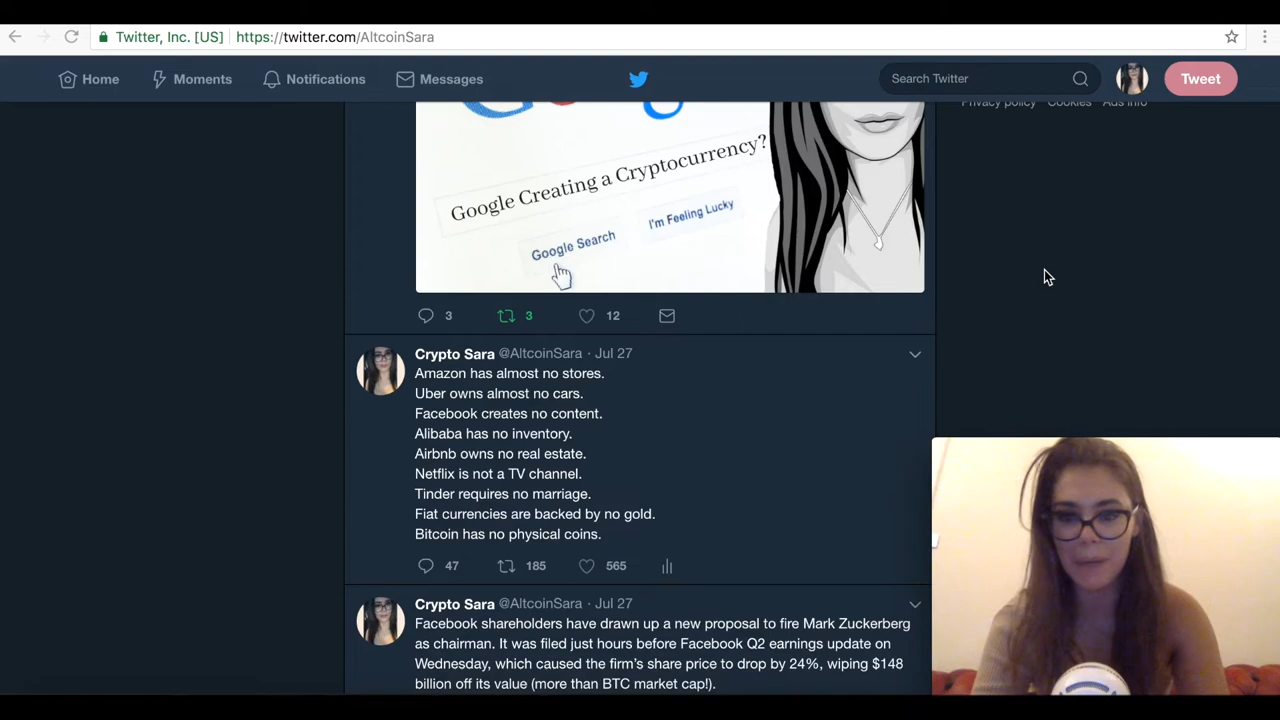 Twitter, Inc. [US] https://twitter.com/AltcoinSara
Home Moments Notifications Messages Search Twitter Tweet
Privacy policy Cookies Ads info
Google Creating a Cryptocurrency?
Google Search I'm Feeling Lucky
3 3 12
Crypto Sara @AltcoinSara · Jul 27
Amazon has almost no stores.
Uber owns almost no cars.
Facebook creates no content.
Alibaba has no inventory.
Airbnb owns no real estate.
Netflix is not a TV channel.
Tinder requires no marriage.
Fiat currencies are backed by no gold.
Bitcoin has no physical coins.
47 185 565
Crypto Sara @AltcoinSara · Jul 27
Facebook shareholders have drawn up a new proposal to fire Mark Zuckerberg
as chairman. It was filed just hours before Facebook Q2 earnings update on
Wednesday, which caused the firm's share price to drop by 24%, wiping $148
billion off its value (more than BTC market cap!).